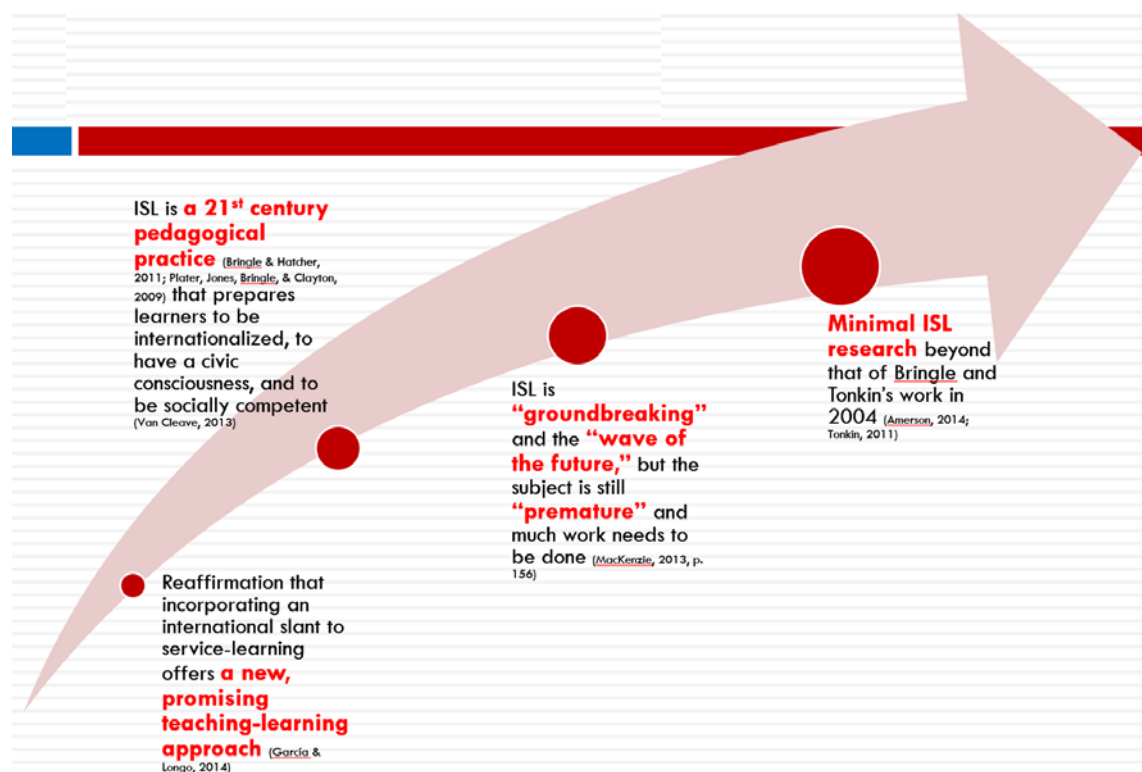 ISL is a 21st century
pedagogical
practice (Bringle & Hatcher,
2011; Plater, Jones, Bringle, & Clayton,
2009) that prepares
learners to be
internationalized, to
have a civic
consciousness, and to
be socially competent
(Van Cleave, 2013)
Reaffirmation that
incorporating an
international slant to
service-learning
offers a new,
promising
teaching-learning
approach (García &
Longo, 2014)
ISL is
“groundbreaking”
and the “wave of
the future,” but the
subject is still
“premature” and
much work needs to
be done (MacKenzie, 2013, p.
156)
Minimal ISL
research beyond
that of Bringle and
Tonkin’s work in
2004 (Amerson, 2014;
Tonkin, 2011)